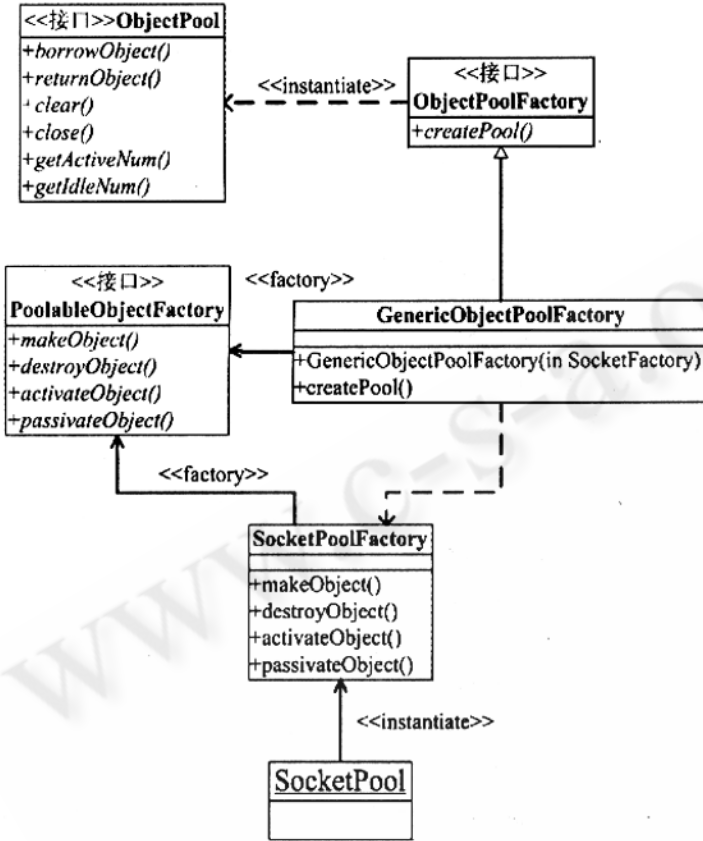 <<接口>>ObjectPool
+borrowObject()
+returnObject()
+clear()
+close()
+getActiveNum()
+getIdleNum()
<<instantiate>>
<<接口>>
ObjectPoolFactory
+createPool()
<<接口>>
PoolableObjectFactory
+makeObject()
+destroyObject()
+activateObject()
+passivateObject()
<<factory>>
GenericObjectPoolFactory
+GenericObjectPoolFactory(in SocketFactory)
+createPool()
<<factory>>
SocketPoolFactory
+makeObject()
+destroyObject()
+activateObject()
+passivateObject()
<<instantiate>>
SocketPool
www.c-s-a.o